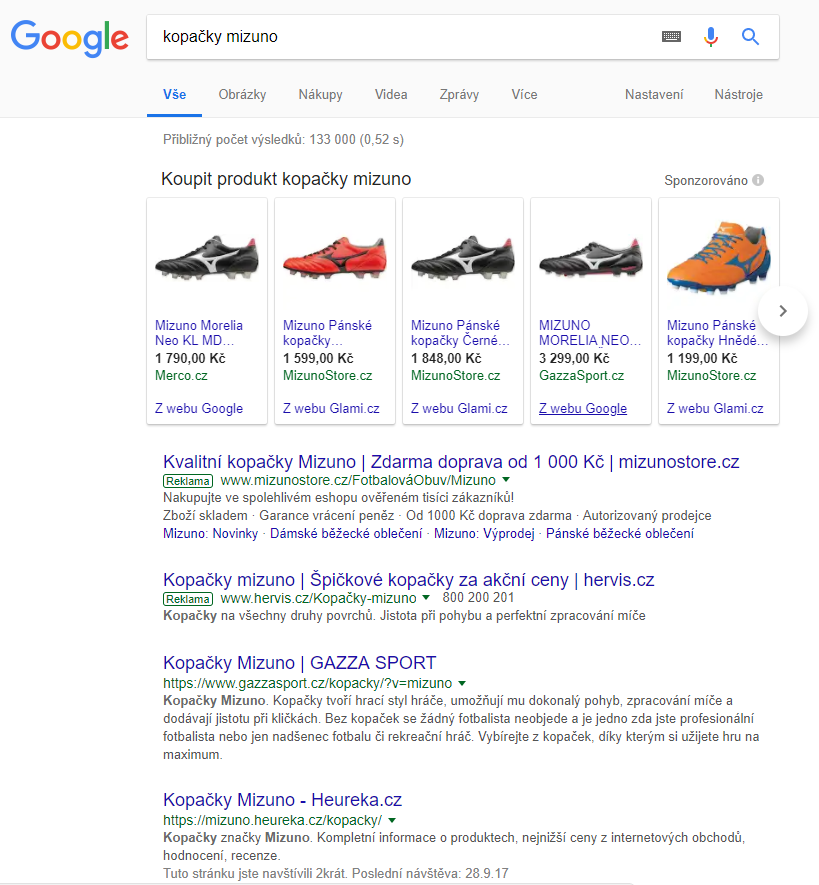 Google
kopačky mizuno
Vše Obrázky Nákupy Videa Zprávy Více Nastavení Nástroje
Přibližný počet výsledků: 133 000 (0,52 s)
Koupit produkt kopačky mizuno
Sponzorováno
Mizuno Morelia
Neo KL MD…
1 790,00 Kč
Merco.cz
Z webu Google
Mizuno Pánské
kopačky…
1 599,00 Kč
MizunoStore.cz
Z webu Glami.cz
Mizuno Pánské
kopačky Černé…
1 848,00 Kč
MizunoStore.cz
Z webu Glami.cz
MIZUNO
MORELIA NEO…
3 299,00 Kč
GazzaSport.cz
Z webu Google
Mizuno Pánské
kopačky Hnědé…
1 199,00 Kč
MizunoStore.cz
Z webu Glami.cz
Kvalitní kopačky Mizuno | Zdarma doprava od 1 000 Kč | mizunostore.cz
Reklama www.mizunostore.cz/FotbalováObuv/Mizuno
Nakupujte ve spolehlivém eshopu ověřeném tisíci zákazníků!
Zboží skladem · Garance vrácení peněz · Od 1000 Kč doprava zdarma · Autorizovaný prodejce
Mizuno: Novinky · Dámské běžecké oblečení · Mizuno: Výprodej · Pánské běžecké oblečení
Kopačky mizuno | Špičkové kopačky za akční ceny | hervis.cz
Reklama www.hervis.cz/Kopačky-mizuno 800 200 201
Kopačky na všechny druhy povrchů. Jistota při pohybu a perfektní zpracování míče
Kopačky Mizuno | GAZZA SPORT
https://www.gazzasport.cz/kopacky/?v=mizuno
Kopačky Mizuno. Kopačky tvoří hrací styl hráče, umožňují mu dokonalý pohyb, zpracování míče a
dodávají jistotu při kličkách. Bez kopaček se žádný fotbalista neobjede a je jedno zda jste profesionální
fotbalista nebo jen nadšenec fotbalu či rekreační hráč. Vybírejte z kopaček, díky kterým si užijete hru na
maximum.
Kopačky Mizuno - Heureka.cz
https://mizuno.heureka.cz/kopacky/
Kopačky značky Mizuno. Kompletní informace o produktech, nejnižší ceny z internetových obchodů,
hodnocení, recenze.
Tuto stránku jste navštívili 2krát. Poslední návštěva: 28.9.17